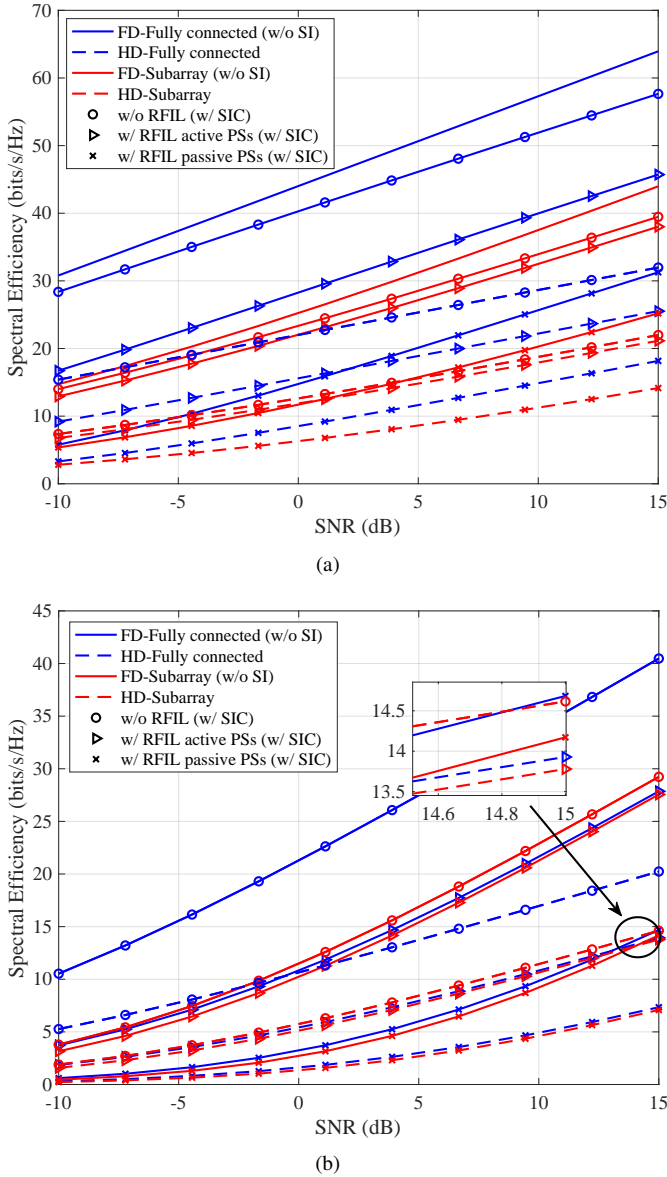 70
60
50
40
30
20
10
0
Spectral Efficiency (bits/s/Hz)
FD-Fully connected (w/o SI)
HD-Fully connected
FD-Subarray (w/o SI)
HD-Subarray
w/o RFIL (w/ SIC)
w/ RFIL active PSs (w/ SIC)
w/ RFIL passive PSs (w/ SIC)
-10 -5 0 5 10 15
SNR (dB)
(a)
45
40
35
30
25
20
15
10
5
0
Spectral Efficiency (bits/s/Hz)
FD-Fully connected (w/o SI)
HD-Fully connected
FD-Subarray (w/o SI)
HD-Subarray
w/o RFIL (w/ SIC)
w/ RFIL active PSs (w/ SIC)
w/ RFIL passive PSs (w/ SIC)
14.5
14
13.5
14.6 14.8 15
-10 -5 0 5 10 15
SNR (dB)
(b)